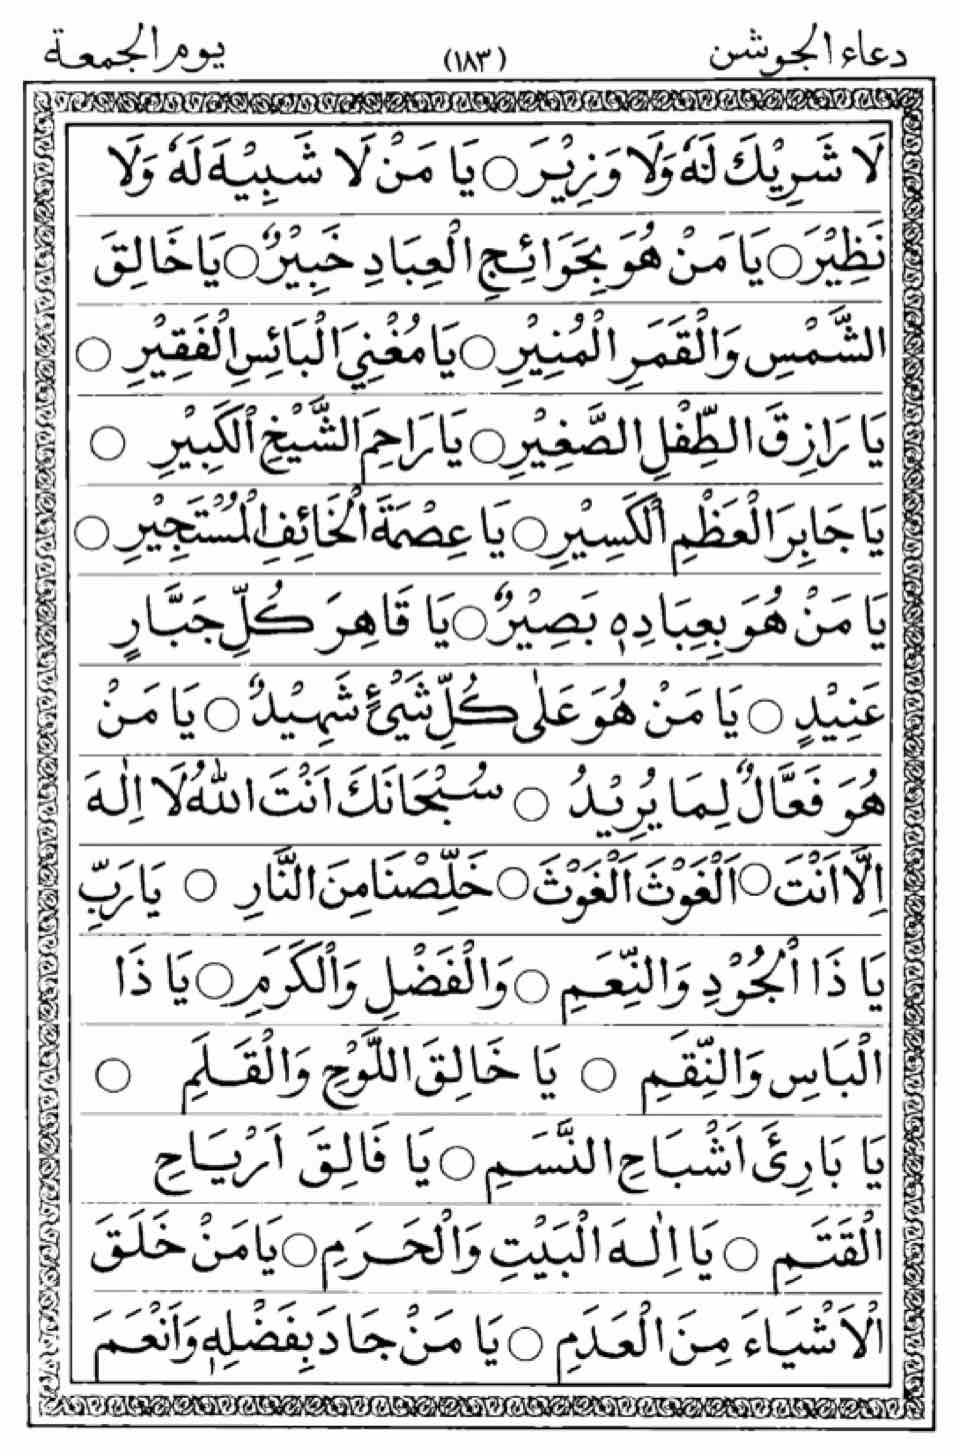 دعاء الجوشن (١٨٣) يوم الجمعة
لَا شَرِيْكَ لَهُ وَلَا وَزِيْرَ ○ يَا مَنْ لَا شَبِيْهَ لَهُ وَلَا
نَظِيْرَ ○ يَا مَنْ هُوَ بِحَوَائِجِ الْعِبَادِ خَبِيْرٌ ○ يَا خَالِقَ
الشَّمْسِ وَالْقَمَرِ الْمُنِيْرِ ○ يَا مُغْنِيَ الْبَائِسِ الْفَقِيْرِ ○
يَا رَازِقَ الطِّفْلِ الصَّغِيْرِ ○ يَا رَاحِمَ الشَّيْخِ الْكَبِيْرِ ○
يَا جَابِرَ الْعَظْمِ الْكَسِيْرِ ○ يَا عِصْمَةَ الْخَائِفِ الْمُسْتَجِيْرِ ○
يَا مَنْ هُوَ بِعِبَادِهٖ بَصِيْرٌ ○ يَا قَاهِرَ كُلِّ جَبَّارٍ
عَنِيْدٍ ○ يَا مَنْ هُوَ عَلٰى كُلِّ شَيْئٍ شَهِيْدٌ ○ يَا مَنْ
هُوَ فَعَّالٌ لِمَا يُرِيْدُ ○ سُبْحَانَكَ اَنْتَ اللهُ لَا اِلٰهَ
اِلَّا اَنْتَ ○ اَلْغَوْثَ اَلْغَوْثَ ○ خَلِّصْنَا مِنَ النَّارِ ○ يَا رَبِّ
يَا ذَا الْجُوْدِ وَالنِّعَمِ ○ وَالْفَضْلِ وَالْكَرَمِ ○ يَا ذَا
الْبَاسِ وَالنِّقَمِ ○ يَا خَالِقَ اللَّوْحِ وَالْقَلَمِ ○
يَا بَارِئَ اَشْبَاحِ النَّسَمِ ○ يَا فَالِقَ اَرْيَاحِ
الْقَتَمِ ○ يَا اِلٰهَ الْبَيْتِ وَالْحَرَمِ ○ يَا مَنْ خَلَقَ
الْاَشْيَاءَ مِنَ الْعَدَمِ ○ يَا مَنْ جَادَ بِفَضْلِهٖ وَاَنْعَمَ